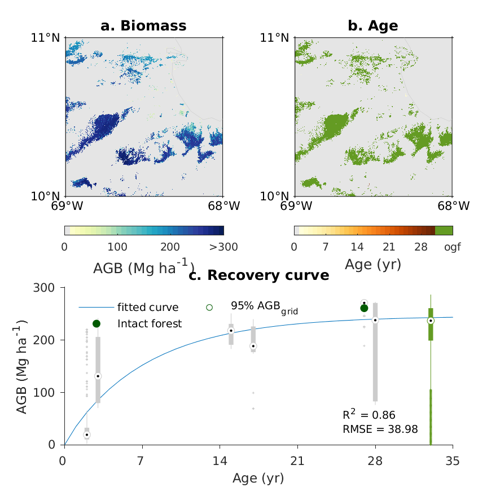 a. Biomass
b. Age
11°N
11°N
10°N
10°N
69°W
68°W
69°W
68°W
0 100 200 >300
0 7 14 21 28 ogf
AGB (Mg ha⁻¹)
Age (yr)
c. Recovery curve
300
200
100
0
AGB (Mg ha⁻¹)
fitted curve
95% AGB_grid
Intact forest
R² = 0.86
RMSE = 38.98
0 7 14 21 28 35
Age (yr)